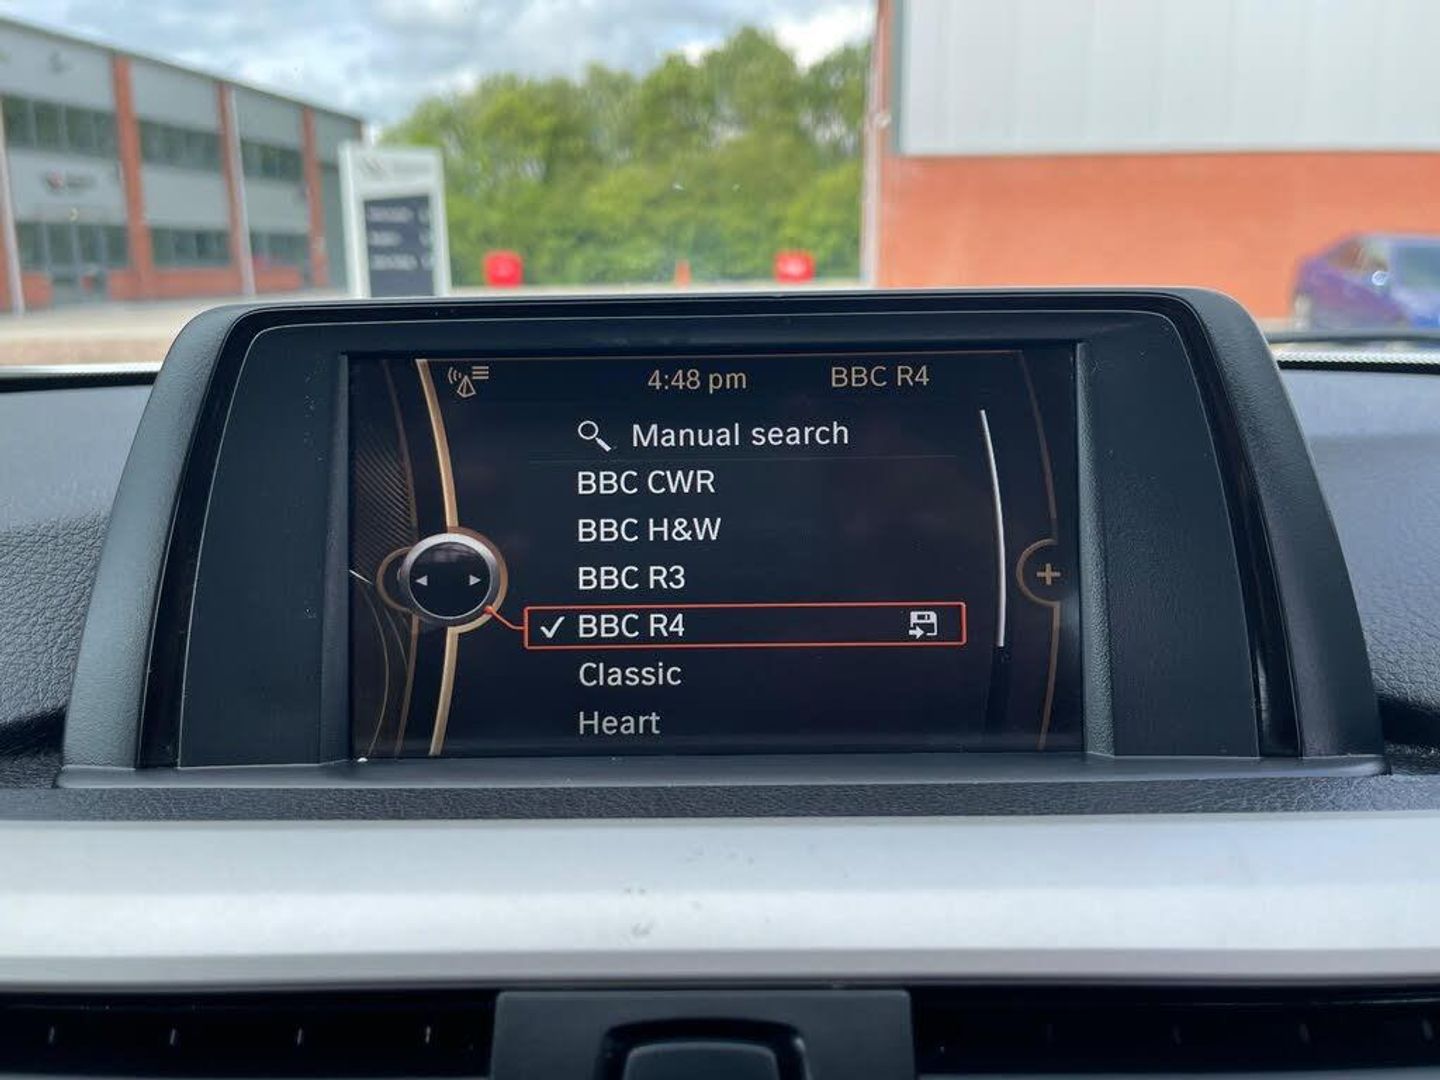 4:48 pm BBC R4
Manual search
BBC CWR
BBC H&W
BBC R3
BBC R4
Classic
Heart